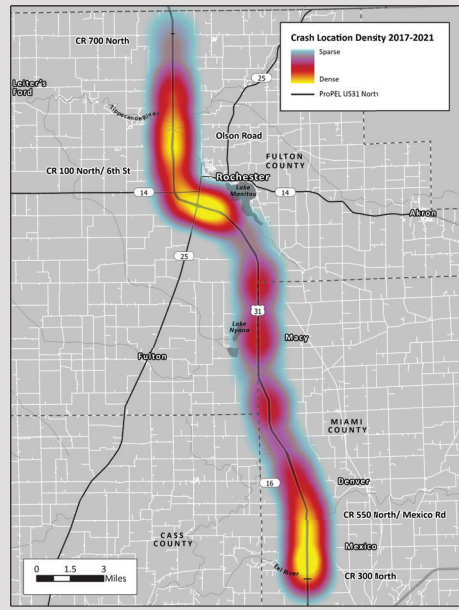 Crash Location Density 2017-2021
Sparse
Dense
ProPEL US31 North
CR 700 North
Leiter's
Ford
25
Tippecanoe River
Olson Road
FULTON
COUNTY
CR 100 North/ 6th St
Rochester
Lake
Manitou
14
14
Akron
25
31
Lake
Nyona
Macy
Fulton
MIAMI
COUNTY
16
Denver
CR 550 North/ Mexico Rd
CASS
COUNTY
Mexico
Eel River
CR 300 North
0 1.5 3
Miles